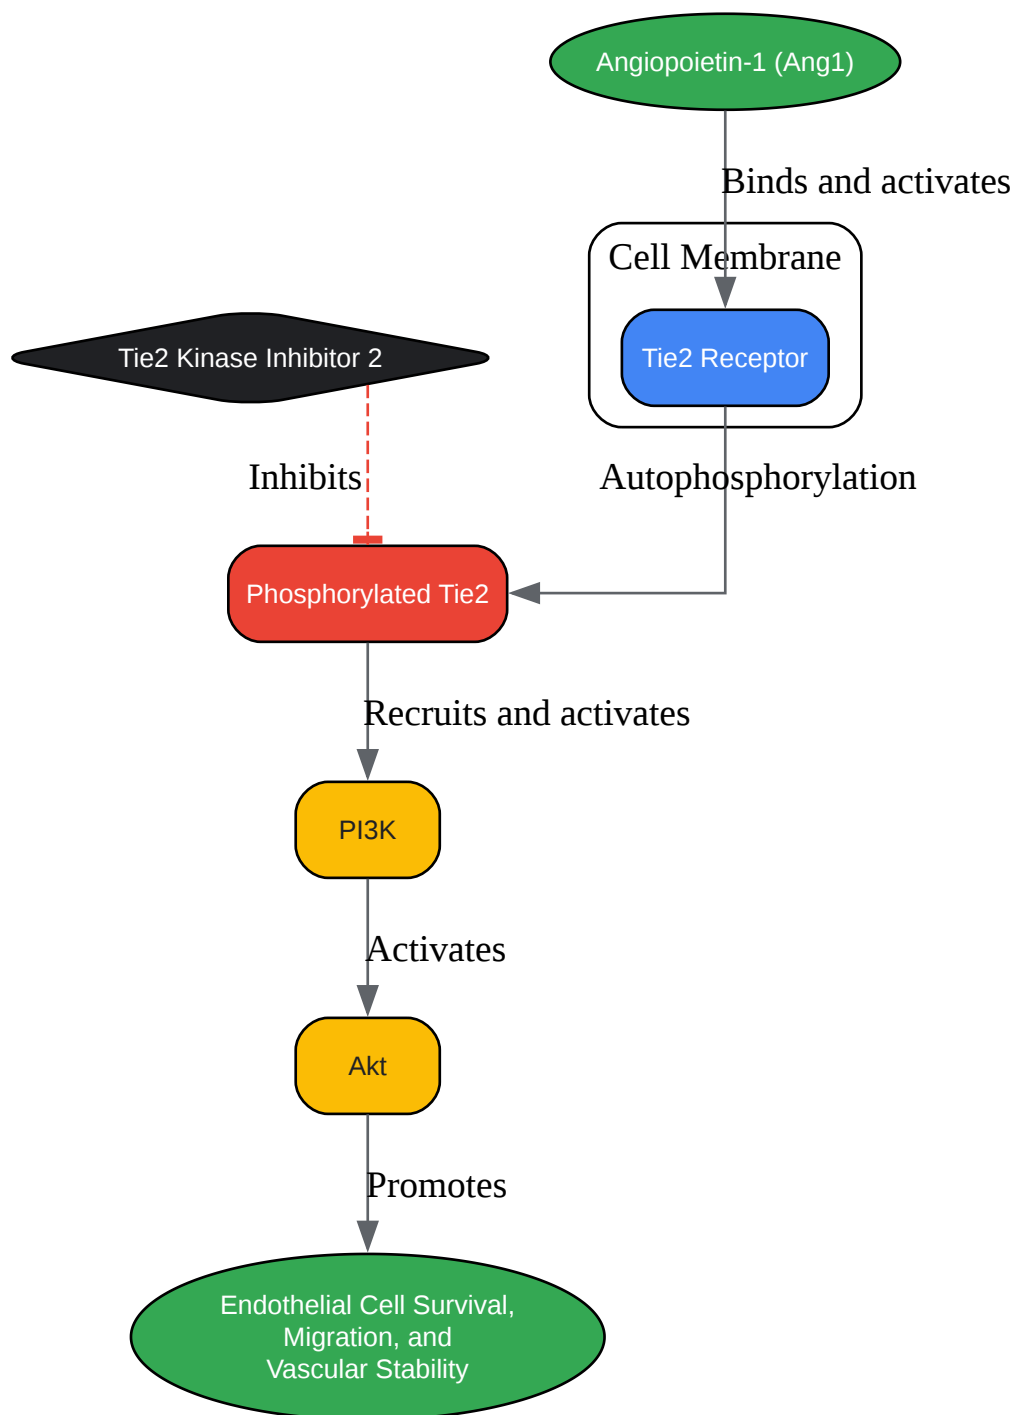 Angiopoietin-1 (Ang1)
Binds and activates
Cell Membrane
Tie2 Receptor
Tie2 Kinase Inhibitor 2
Inhibits
Autophosphorylation
Phosphorylated Tie2
Recruits and activates
PI3K
Activates
Akt
Promotes
Endothelial Cell Survival,
Migration, and
Vascular Stability